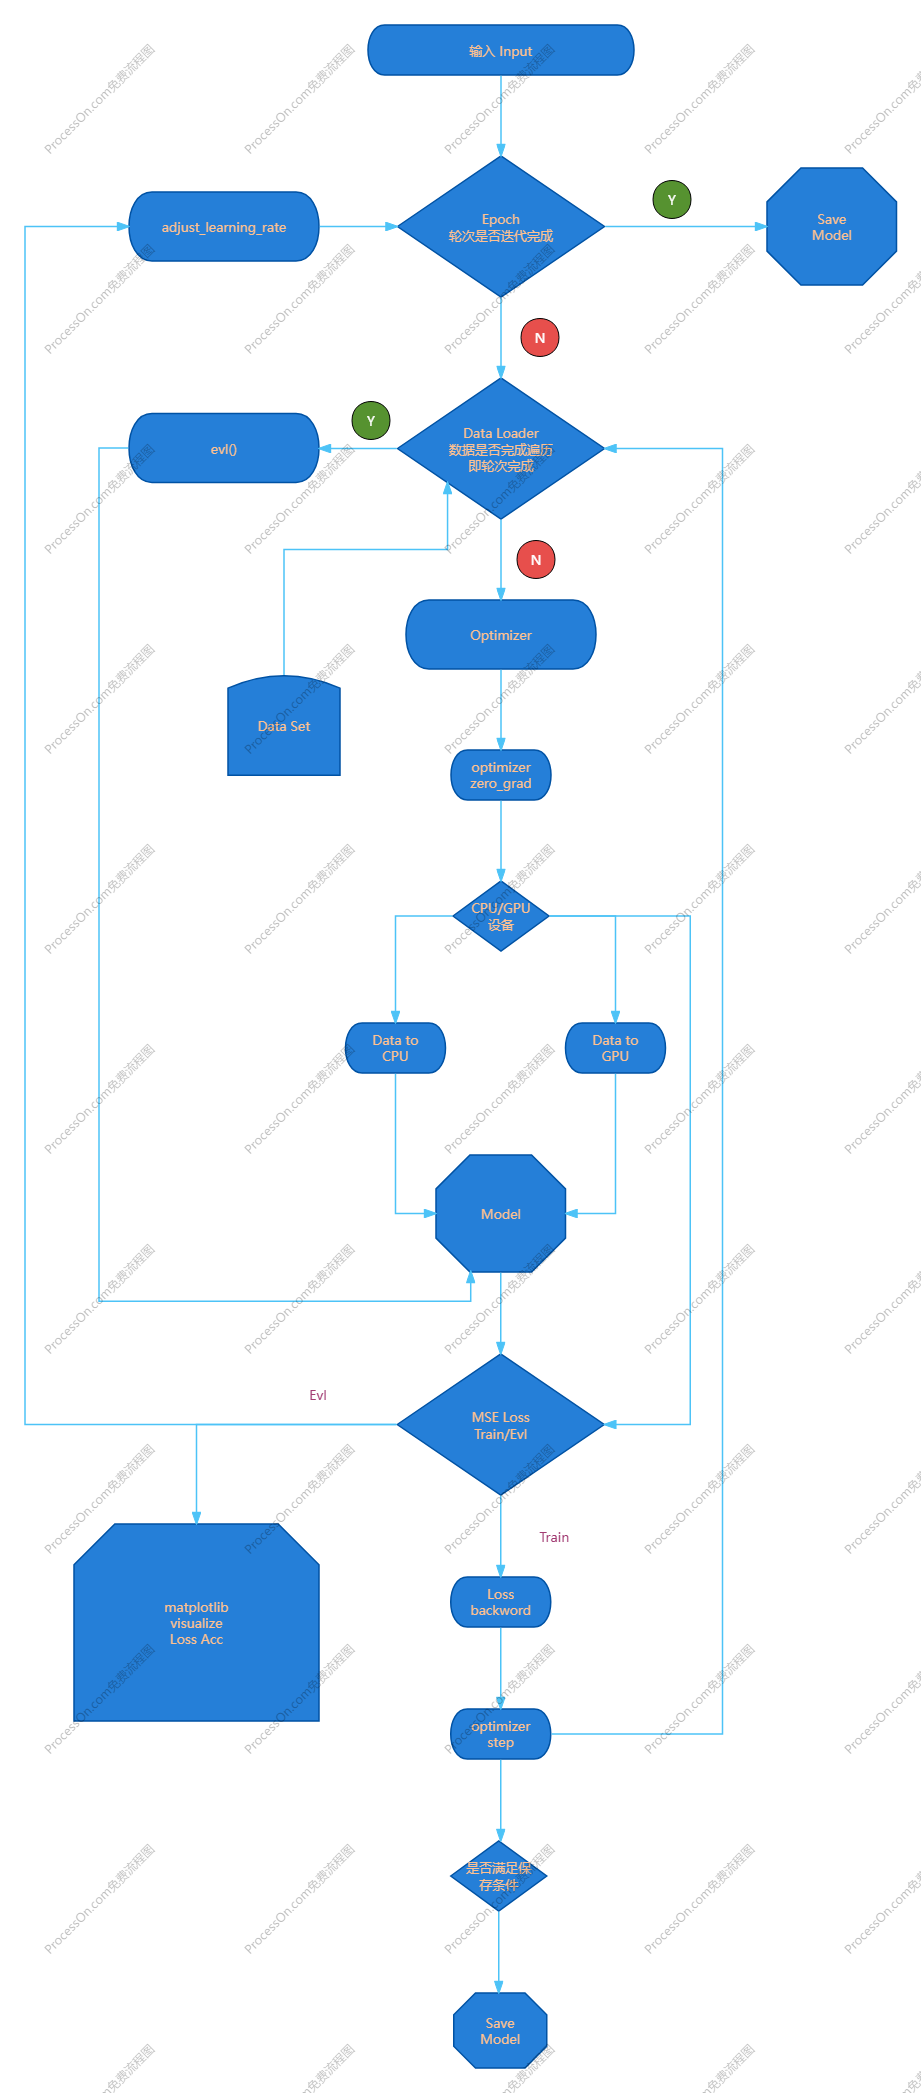 输入 Input
adjust_learning_rate
Epoch
轮次是否迭代完成
Y
Save
Model
N
evl()
Y
Data Loader
数据是否完成遍历
即轮次完成
N
Optimizer
Data Set
optimizer
zero_grad
CPU/GPU
设备
Data to
CPU
Data to
GPU
Model
Evl
MSE Loss
Train/Evl
Train
matplotlib
visualize
Loss Acc
Loss
backword
optimizer
step
是否满足保
存条件
Save
Model
ProcessOn.com免费流程图